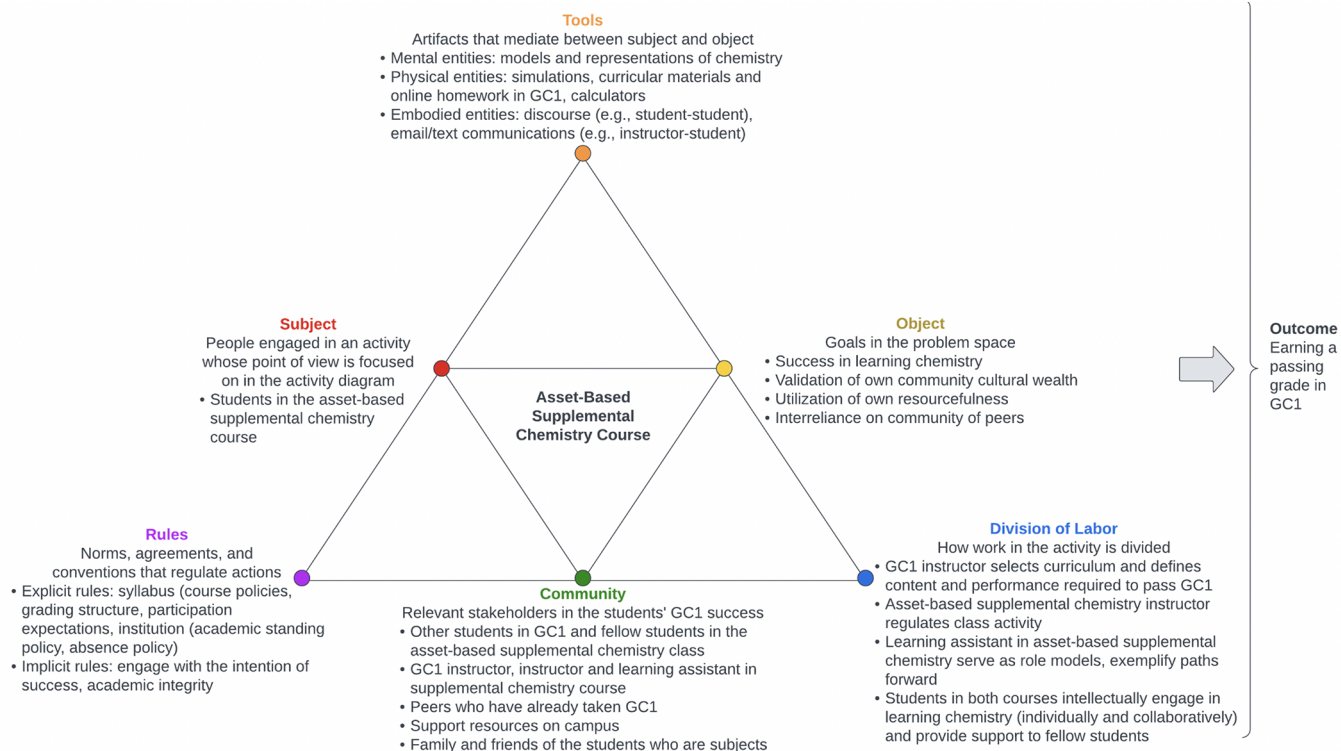 Tools
Artifacts that mediate between subject and object
• Mental entities: models and representations of chemistry
• Physical entities: simulations, curricular materials and
online homework in GC1, calculators
• Embodied entities: discourse (e.g., student-student),
email/text communications (e.g., instructor-student)
Subject
People engaged in an activity
whose point of view is focused
on in the activity diagram
• Students in the asset-based
supplemental chemistry
course
Asset-Based
Supplemental
Chemistry Course
Object
Goals in the problem space
• Success in learning chemistry
• Validation of own community cultural wealth
• Utilization of own resourcefulness
• Interreliance on community of peers
Outcome
Earning a
passing
grade in
GC1
Rules
Norms, agreements, and
conventions that regulate actions
• Explicit rules: syllabus (course policies,
grading structure, participation
expectations, institution (academic standing
policy, absence policy)
• Implicit rules: engage with the intention of
success, academic integrity
Community
Relevant stakeholders in the students' GC1 success
• Other students in GC1 and fellow students in the
asset-based supplemental chemistry class
• GC1 instructor, instructor and learning assistant in
supplemental chemistry course
• Peers who have already taken GC1
• Support resources on campus
• Family and friends of the students who are subjects
Division of Labor
How work in the activity is divided
• GC1 instructor selects curriculum and defines
content and performance required to pass GC1
• Asset-based supplemental chemistry instructor
regulates class activity
• Learning assistant in asset-based supplemental
chemistry serve as role models, exemplify paths
forward
• Students in both courses intellectually engage in
learning chemistry (individually and collaboratively)
and provide support to fellow students